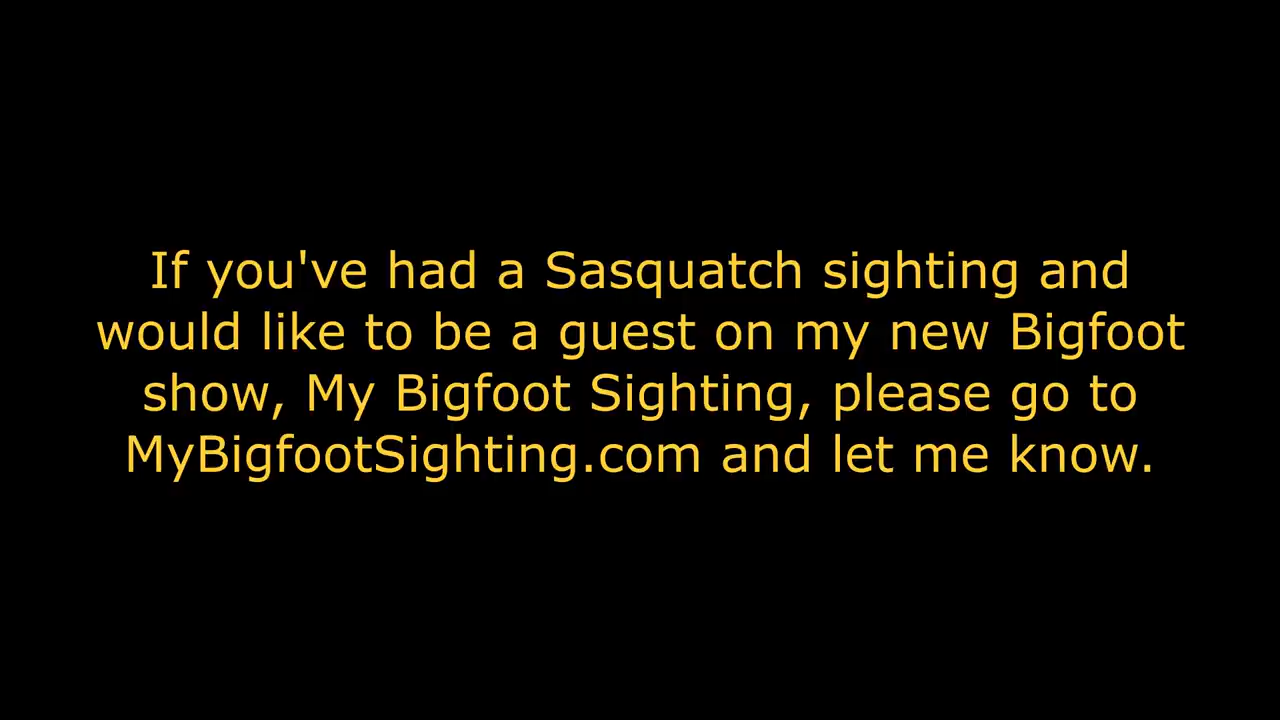 If you've had a Sasquatch sighting and
would like to be a guest on my new Bigfoot
show, My Bigfoot Sighting, please go to
MyBigfootSighting.com and let me know.